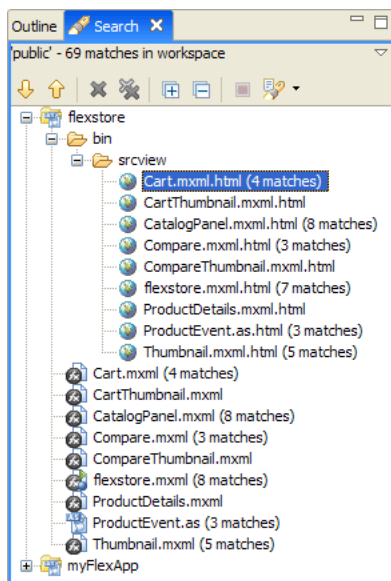 Outline Search
'public' - 69 matches in workspace
flexstore
bin
srcview
Cart.mxml.html (4 matches)
CartThumbnail.mxml.html
CatalogPanel.mxml.html (8 matches)
Compare.mxml.html (3 matches)
CompareThumbnail.mxml.html
flexstore.mxml.html (7 matches)
ProductDetails.mxml.html
ProductEvent.as.html (3 matches)
Thumbnail.mxml.html (5 matches)
Cart.mxml (4 matches)
CartThumbnail.mxml
CatalogPanel.mxml (8 matches)
Compare.mxml (3 matches)
CompareThumbnail.mxml
flexstore.mxml (8 matches)
ProductDetails.mxml
ProductEvent.as (3 matches)
Thumbnail.mxml (5 matches)
myFlexApp